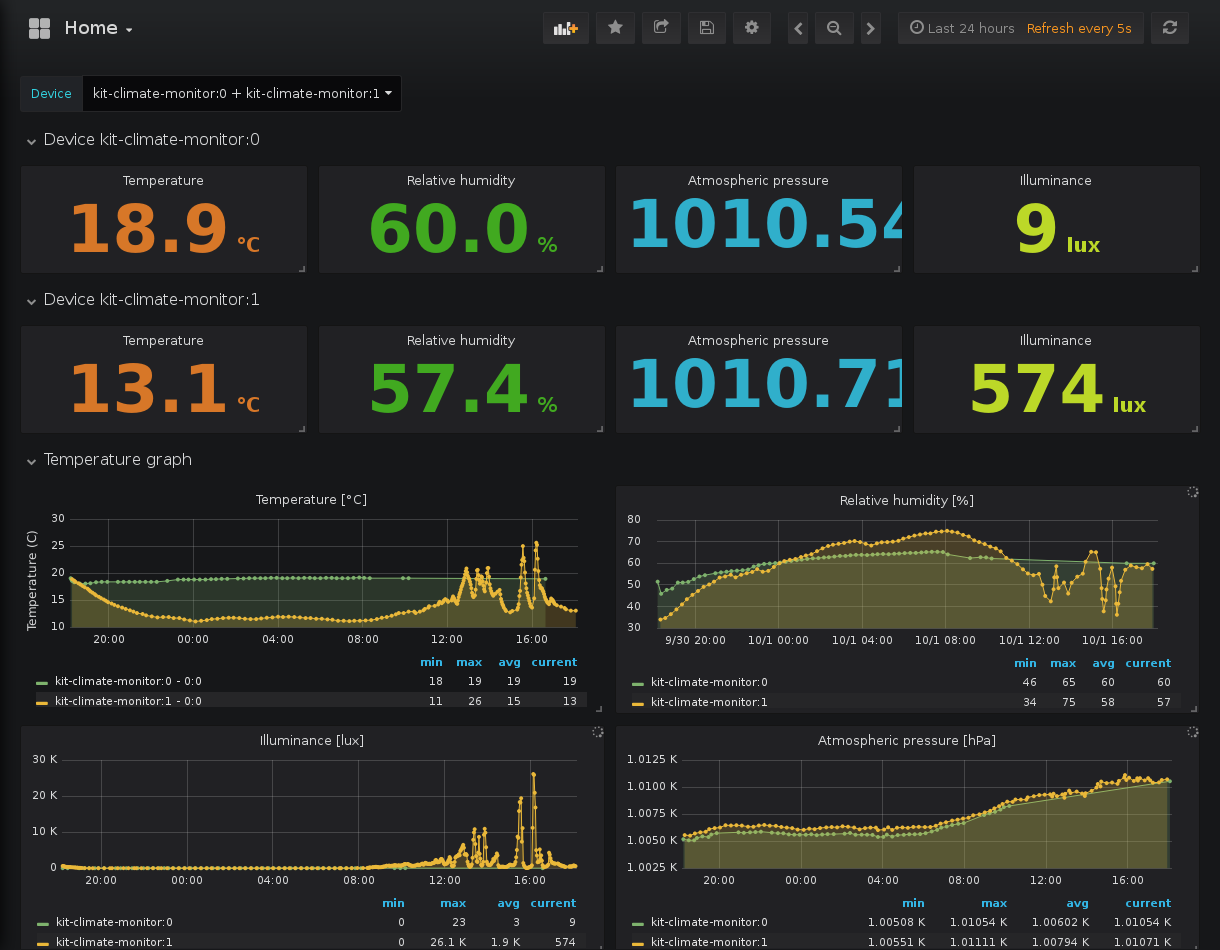 Home
Last 24 hours Refresh every 5s
Device kit-climate-monitor:0 + kit-climate-monitor:1
Device kit-climate-monitor:0
Temperature Relative humidity Atmospheric pressure Illuminance
18.9 °C 60.0 % 1010.54 9 lux
Device kit-climate-monitor:1
Temperature Relative humidity Atmospheric pressure Illuminance
13.1 °C 57.4 % 1010.71 574 lux
Temperature graph
Temperature [°C]
Temperature (C)
30
25
20
15
10
20:00 00:00 04:00 08:00 12:00 16:00
min max avg current
kit-climate-monitor:0 - 0:0 18 19 19 19
kit-climate-monitor:1 - 0:0 11 26 15 13
Relative humidity [%]
80
70
60
50
40
30
9/30 20:00 10/1 00:00 10/1 04:00 10/1 08:00 10/1 12:00 10/1 16:00
min max avg current
kit-climate-monitor:0 46 65 60 60
kit-climate-monitor:1 34 75 58 57
Illuminance [lux]
30 K
20 K
10 K
0
20:00 00:00 04:00 08:00 12:00 16:00
min max avg current
kit-climate-monitor:0 0 23 3 9
kit-climate-monitor:1 0 26.1 K 1.9 K 574
Atmospheric pressure [hPa]
1.0125 K
1.0100 K
1.0075 K
1.0050 K
1.0025 K
20:00 00:00 04:00 08:00 12:00 16:00
min max avg current
kit-climate-monitor:0 1.00508 K 1.01054 K 1.00602 K 1.01054 K
kit-climate-monitor:1 1.00551 K 1.01111 K 1.00794 K 1.01071 K